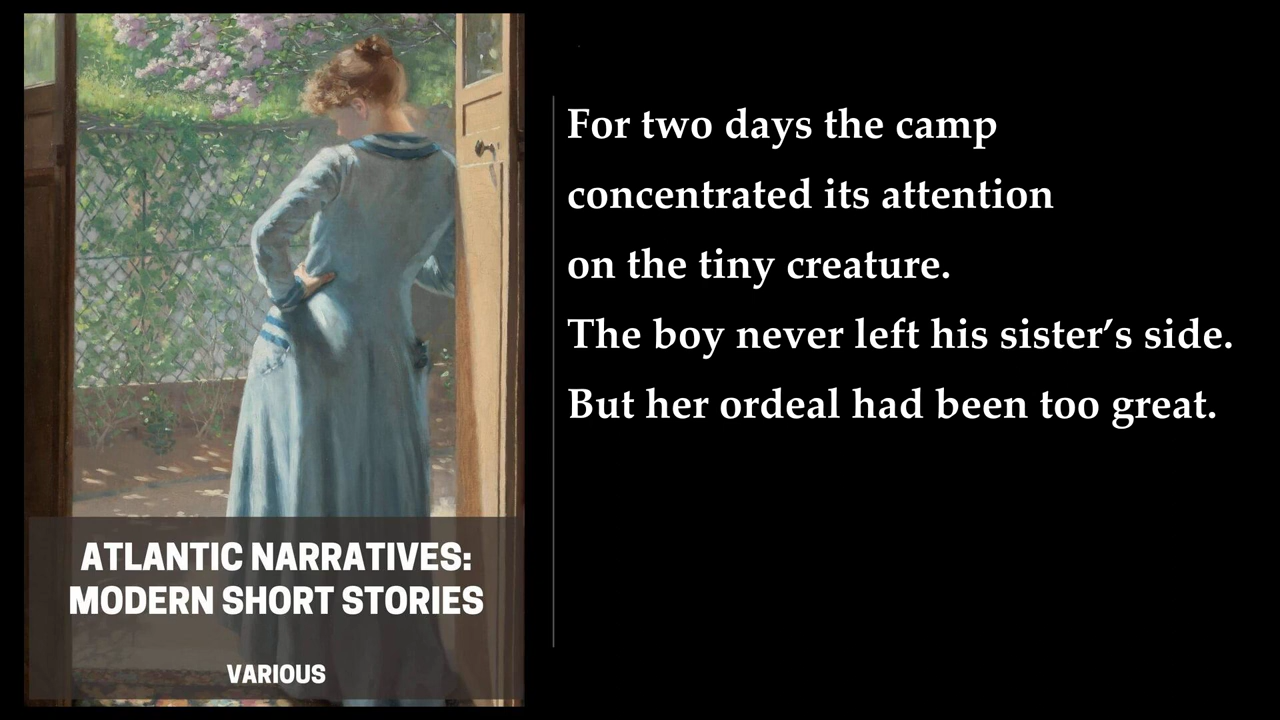 For two days the camp
concentrated its attention
on the tiny creature.
The boy never left his sister’s side.
But her ordeal had been too great.
ATLANTIC NARRATIVES:
MODERN SHORT STORIES
VARIOUS